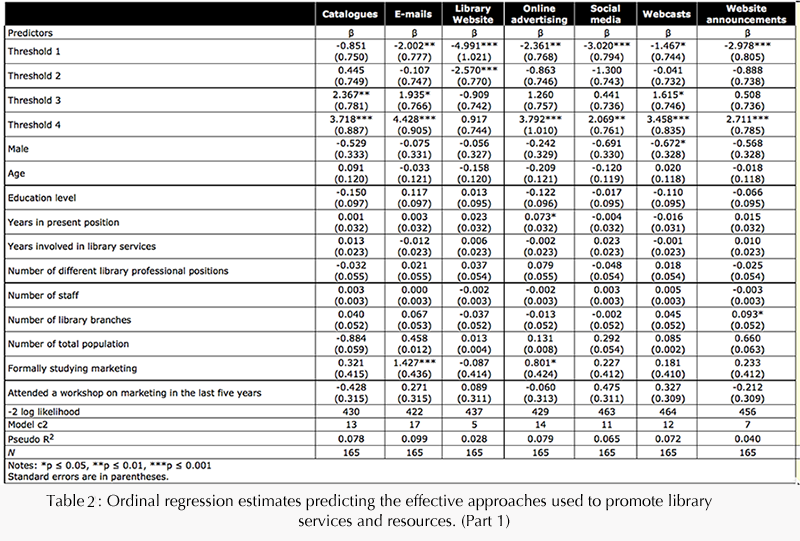 Catalogues E-mails Library Website Online advertising Social media Webcasts Website announcements
Predictors β β β β β β β
Threshold 1 -0.851 -2.002** -4.991*** -2.361** -3.020*** -1.467* -2.978***
(0.750) (0.777) (1.021) (0.768) (0.794) (0.744) (0.805)
Threshold 2 0.445 -0.107 -2.570*** -0.863 -1.300 -0.041 -0.888
(0.749) (0.747) (0.770) (0.746) (0.743) (0.732) (0.738)
Threshold 3 2.367** 1.935* -0.909 1.260 0.441 1.615* 0.508
(0.781) (0.766) (0.742) (0.757) (0.736) (0.746) (0.736)
Threshold 4 3.718*** 4.428*** 0.917 3.792*** 2.069** 3.458*** 2.711***
(0.887) (0.905) (0.744) (1.010) (0.761) (0.835) (0.785)
Male -0.529 -0.075 -0.056 -0.242 -0.691 -0.672* -0.568
(0.333) (0.331) (0.327) (0.329) (0.330) (0.328) (0.328)
Age 0.091 -0.033 -0.158 -0.209 -0.120 0.020 -0.018
(0.120) (0.121) (0.120) (0.121) (0.119) (0.118) (0.118)
Education level -0.150 0.117 0.013 -0.122 -0.017 -0.110 -0.066
(0.097) (0.097) (0.095) (0.096) (0.095) (0.095) (0.095)
Years in present position 0.001 0.003 0.023 0.073* -0.004 -0.016 0.015
(0.032) (0.032) (0.032) (0.032) (0.032) (0.031) (0.032)
Years involved in library services 0.013 -0.012 0.006 -0.002 0.023 -0.001 0.010
(0.023) (0.023) (0.023) (0.023) (0.023) (0.023) (0.023)
Number of different library professional positions -0.032 0.021 0.037 0.079 -0.048 0.018 -0.025
(0.055) (0.055) (0.054) (0.055) (0.054) (0.054) (0.054)
Number of staff 0.003 0.000 -0.002 -0.002 0.003 0.005 -0.003
(0.003) (0.003) (0.003) (0.003) (0.003) (0.003) (0.003)
Number of library branches 0.040 0.067 -0.037 -0.013 -0.002 0.045 0.093*
(0.052) (0.053) (0.052) (0.052) (0.052) (0.052) (0.052)
Number of total population -0.884 0.458 0.013 0.131 0.292 0.085 0.660
(0.059) (0.012) (0.004) (0.008) (0.054) (0.002) (0.063)
Formally studying marketing 0.321 1.427*** -0.087 0.801* 0.227 0.181 0.233
(0.415) (0.436) (0.414) (0.424) (0.412) (0.410) (0.412)
Attended a workshop on marketing in the last five years -0.428 0.271 0.089 -0.060 0.475 0.327 -0.212
(0.315) (0.315) (0.311) (0.313) (0.311) (0.309) (0.309)
-2 log likelihood 430 422 437 429 463 464 456
Model c2 13 17 5 14 11 12 7
Pseudo R2 0.078 0.099 0.028 0.079 0.065 0.072 0.040
N 165 165 165 165 165 165 165
Notes: *p ≤ 0.05, **p ≤ 0.01, ***p ≤ 0.001
Standard errors are in parentheses.
Table 2 : Ordinal regression estimates predicting the effective approaches used to promote library
services and resources. (Part 1)